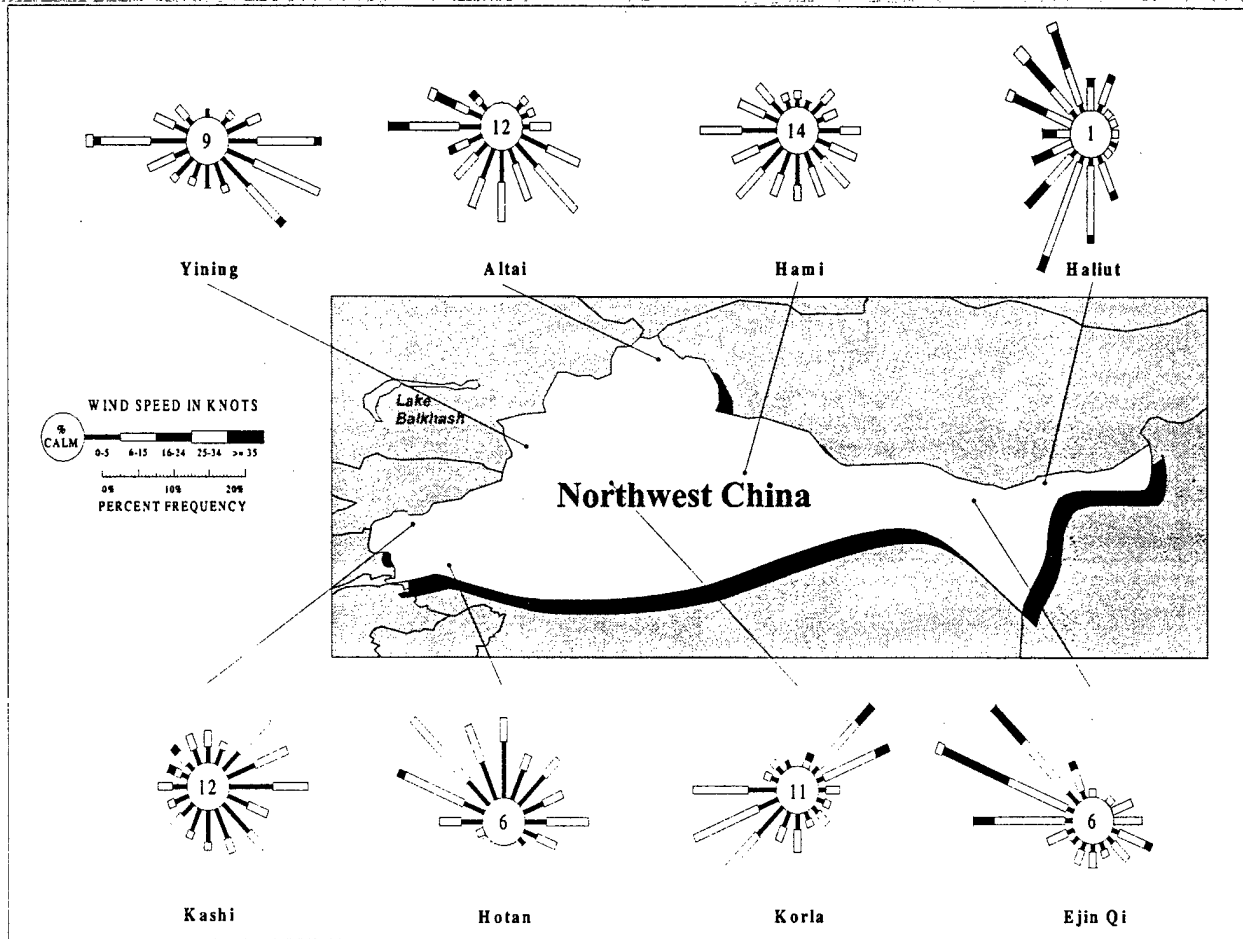 9
12
14
1
Yining
Altai
Hami
Haliut
Lake
Balkhash
WIND SPEED IN KNOTS
%
CALM
0-5 6-15 16-24 25-34 >= 35
0% 10% 20%
PERCENT FREQUENCY
Northwest China
12
6
11
6
Kashi
Hotan
Korla
Ejin Qi